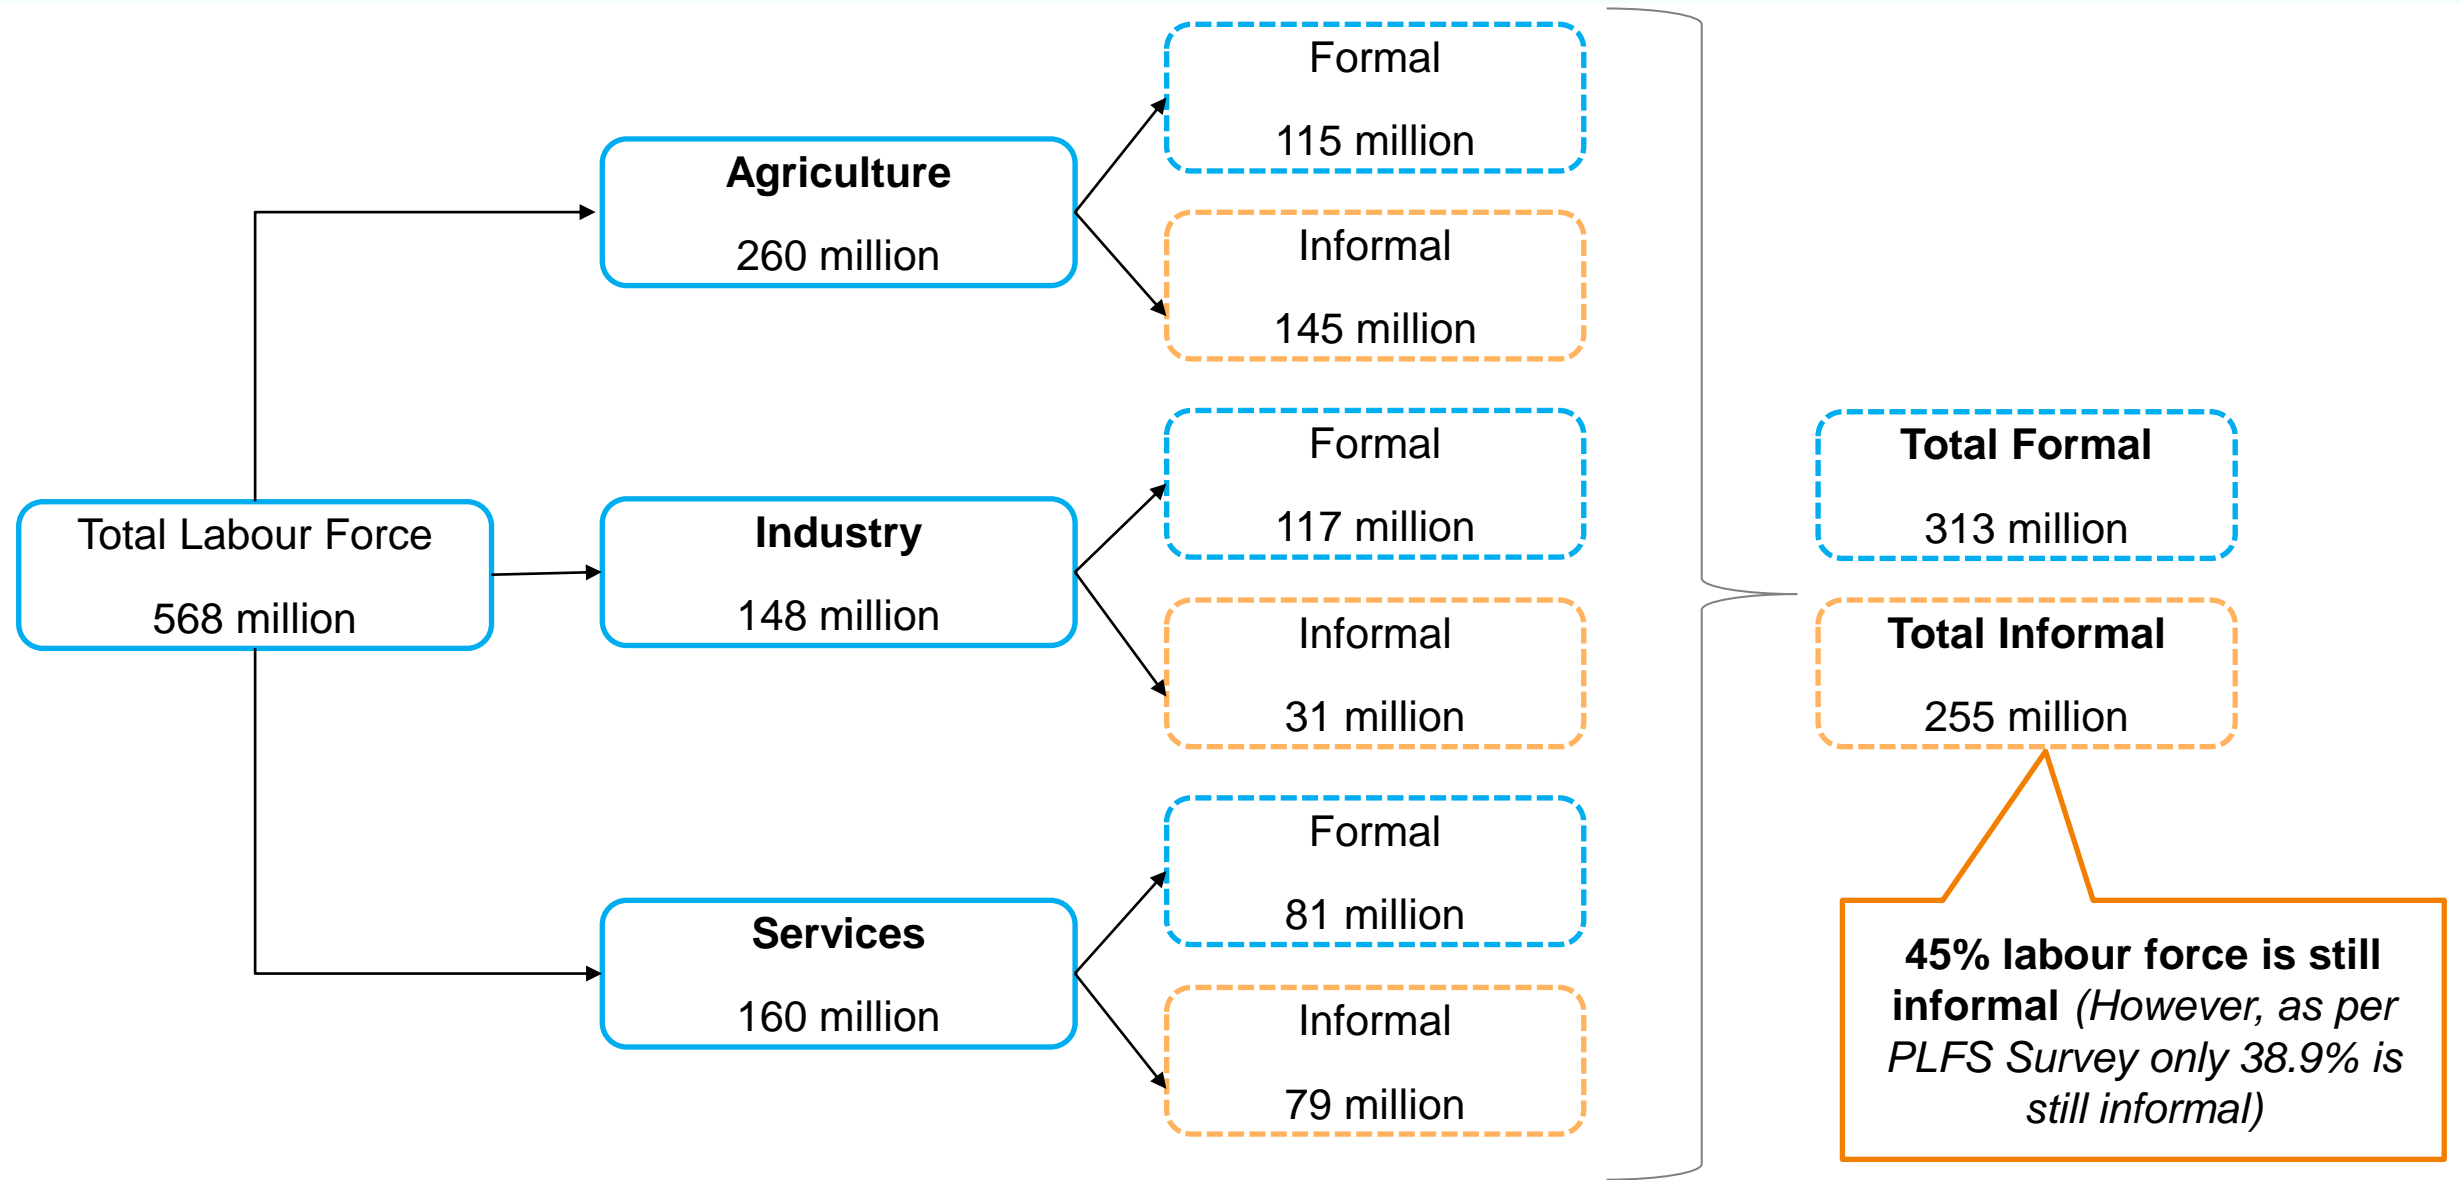 Total Labour Force
568 million
Agriculture
260 million
Formal
115 million
Informal
145 million
Industry
148 million
Formal
117 million
Informal
31 million
Services
160 million
Formal
81 million
Informal
79 million
Total Formal
313 million
Total Informal
255 million
45% labour force is still
informal (However, as per
PLFS Survey only 38.9% is
still informal)